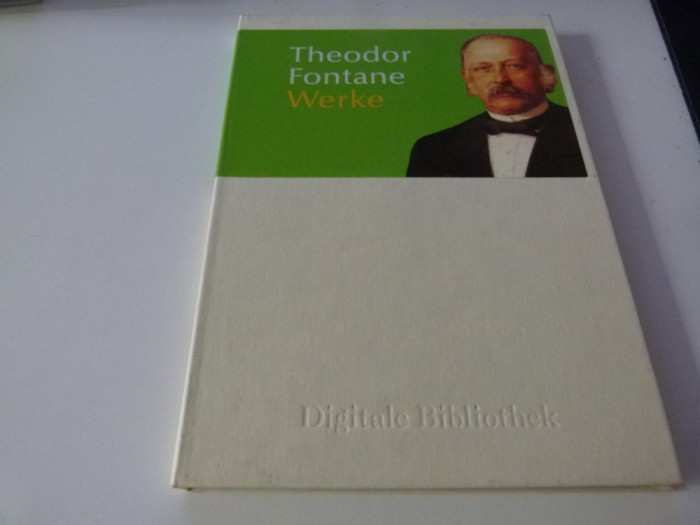 Theodor
Fontane
Werke
Digitale Bibliothek